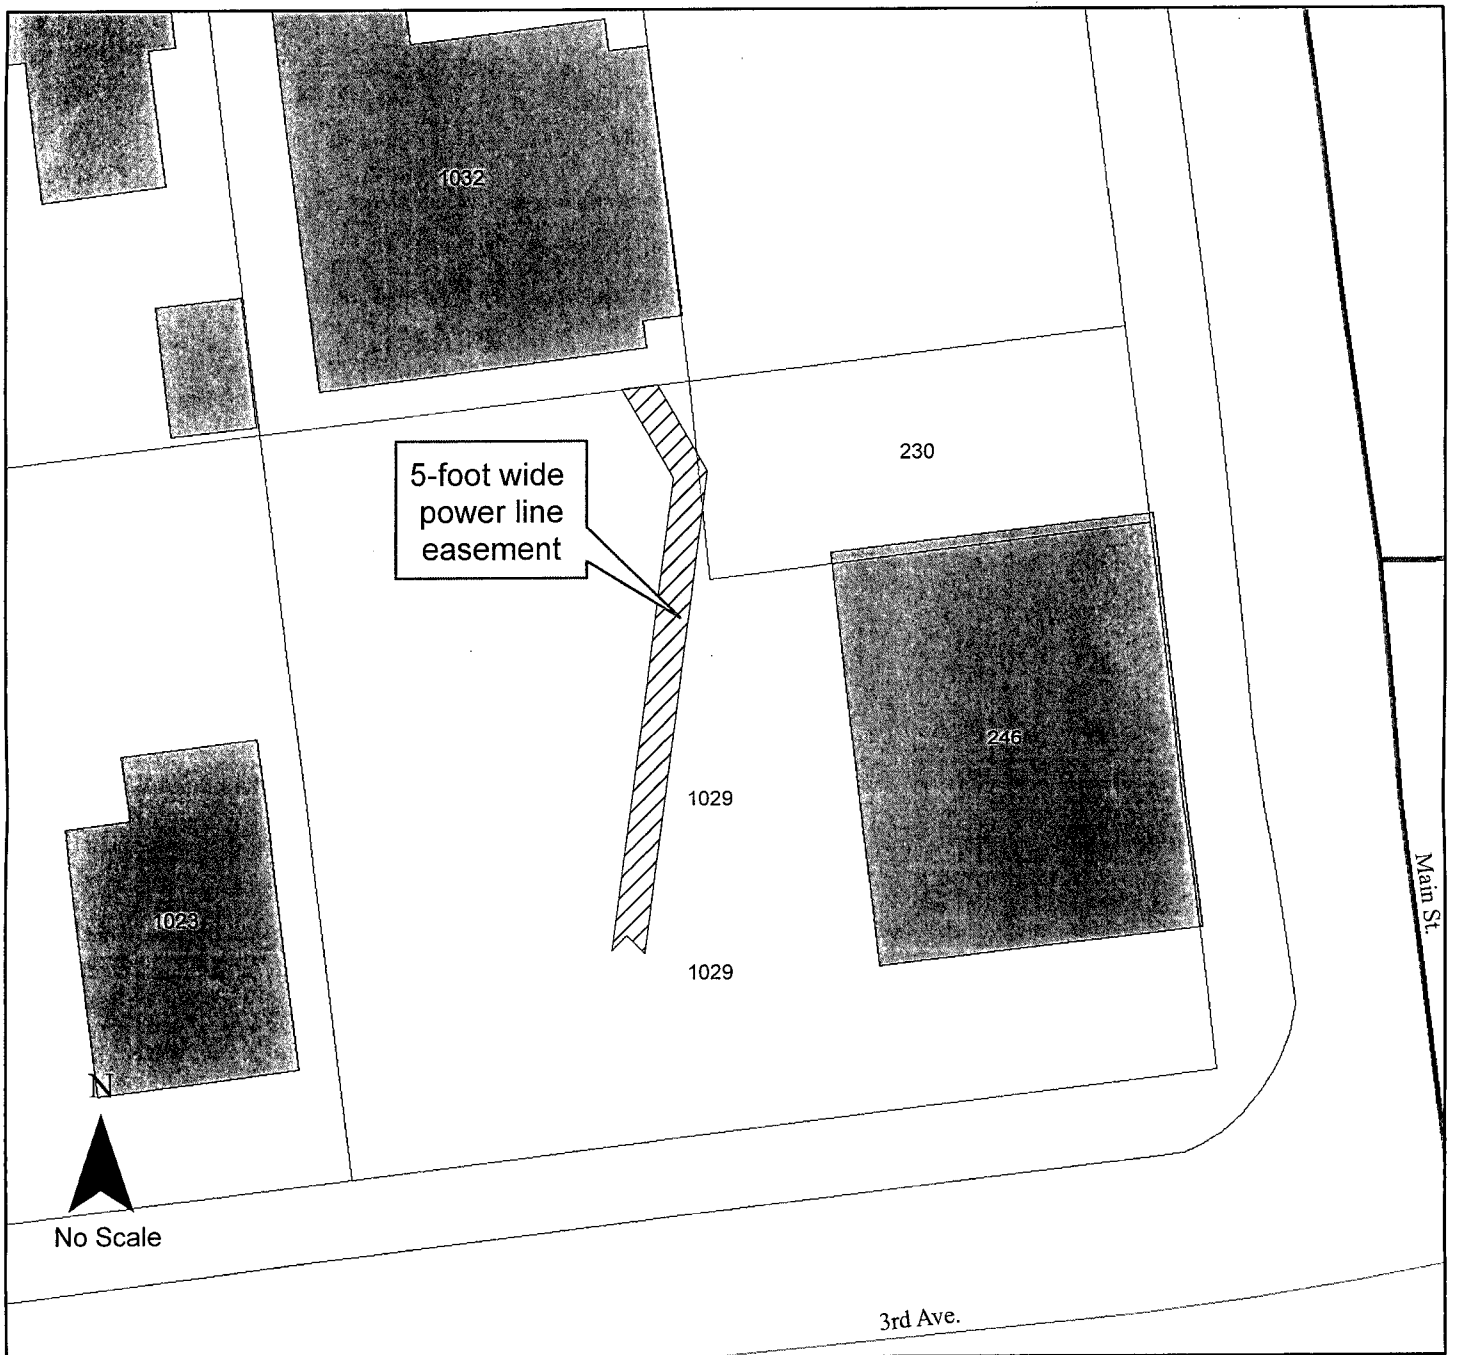 1032
230
5-foot wide
power line
easement
246
1029
Main St.
1023
1029
N
No Scale
3rd Ave.